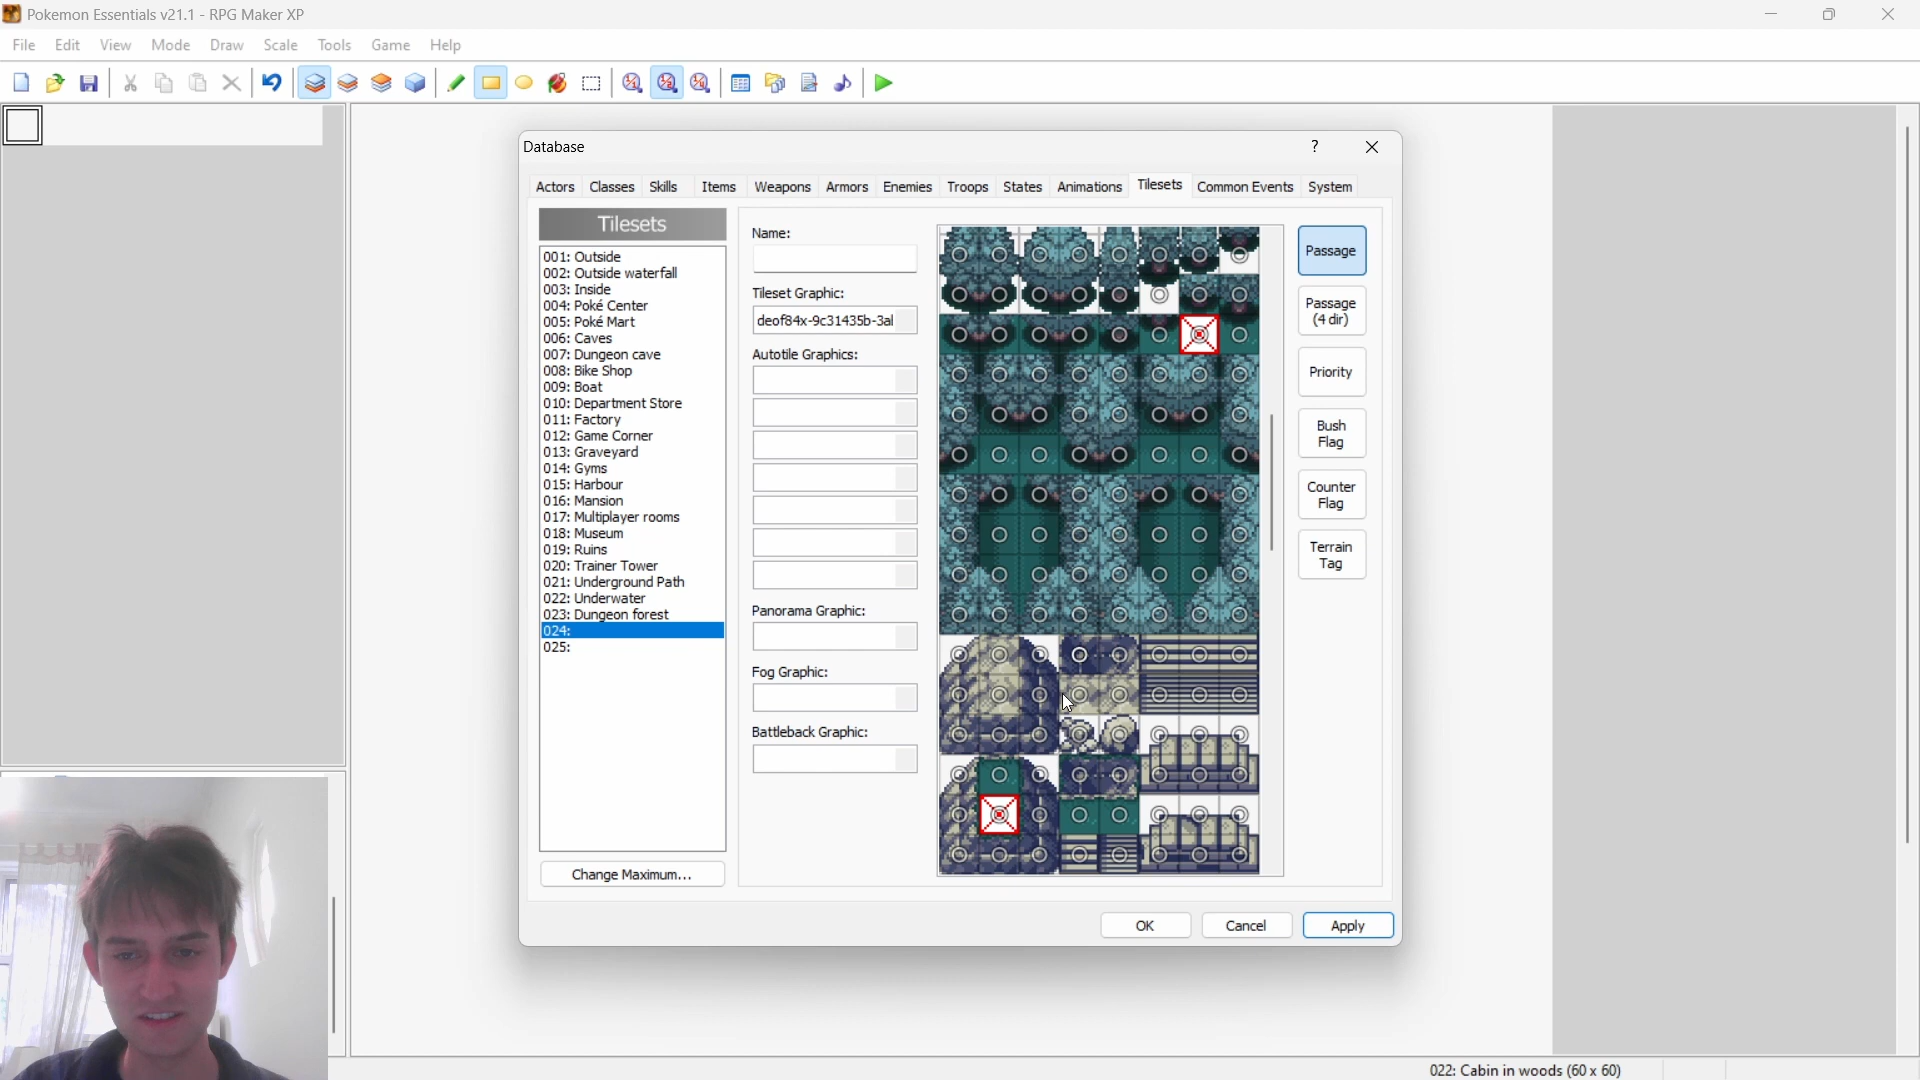 Pokemon Essentials v21.1 - RPG Maker XP
File Edit View Mode Draw Scale Tools Game Help
Database
?
Actors Classes Skills Items Weapons Armors Enemies Troops States Animations Tilesets Common Events System
Tilesets
001: Outside
002: Outside waterfall
003: Inside
004: Poké Center
005: Poké Mart
006: Caves
007: Dungeon cave
008: Bike Shop
009: Boat
010: Department Store
011: Factory
012: Game Corner
013: Graveyard
014: Gyms
015: Harbour
016: Mansion
017: Multiplayer rooms
018: Museum
019: Ruins
020: Trainer Tower
021: Underground Path
022: Underwater
023: Dungeon forest
024:
025:
Change Maximum...
Name:
Tileset Graphic:
deof84x-9c31435b-3al
Autotile Graphics:
Panorama Graphic:
Fog Graphic:
Battleback Graphic:
Passage
Passage
(4 dir)
Priority
Bush
Flag
Counter
Flag
Terrain
Tag
OK Cancel Apply
022: Cabin in woods (60 x 60)